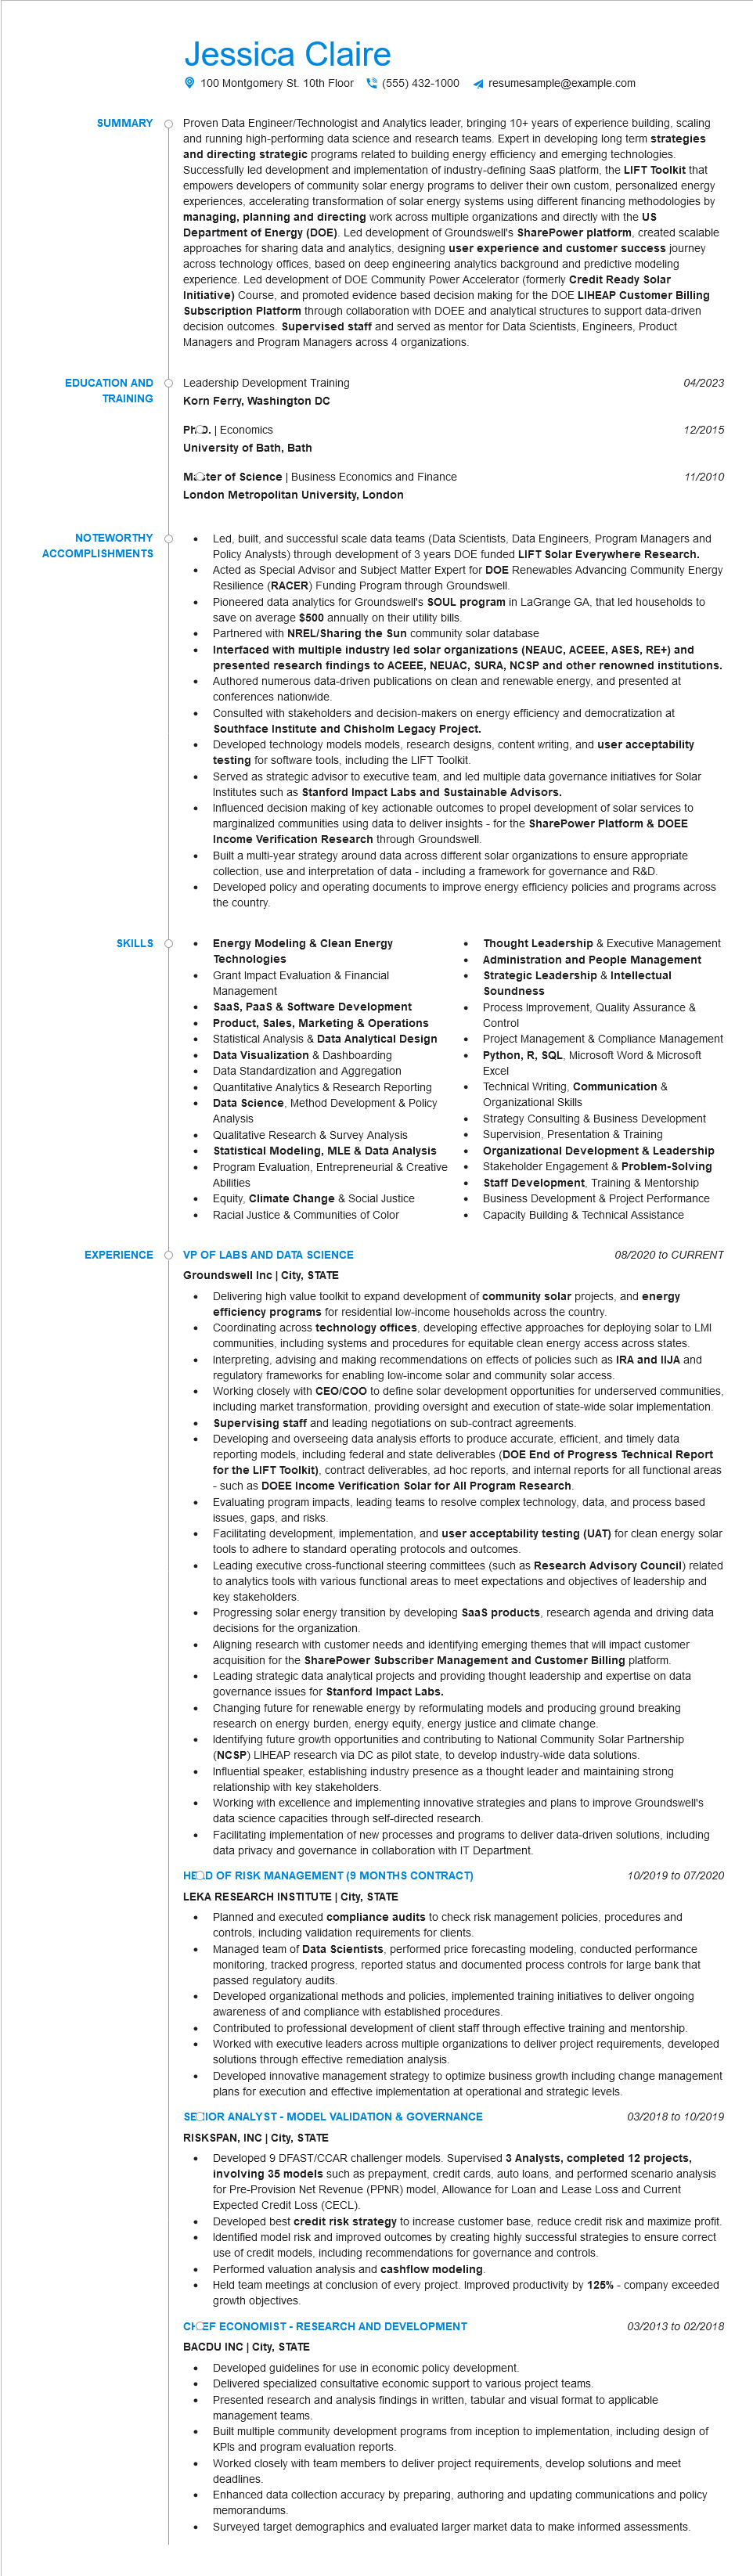 Jessica Claire
100 Montgomery St. 10th Floor (555) 432-1000 resumesample@example.com
SUMMARY
Proven Data Engineer/Technologist and Analytics leader, bringing 10+ years of experience building, scaling
and running high-performing data science and research teams. Expert in developing long term strategies
and directing strategic programs related to building energy efficiency and emerging technologies.
Successfully led development and implementation of industry-defining SaaS platform, the LIFT Toolkit that
empowers developers of community solar energy programs to deliver their own custom, personalized energy
experiences, accelerating transformation of solar energy systems using different financing methodologies by
managing, planning and directing work across multiple organizations and directly with the US
Department of Energy (DOE). Led development of Groundswell's SharePower platform, created scalable
approaches for sharing data and analytics, designing user experience and customer success journey
across technology offices, based on deep engineering analytics background and predictive modeling
experience. Led development of DOE Community Power Accelerator (formerly Credit Ready Solar
Initiative) Course, and promoted evidence based decision making for the DOE LIHEAP Customer Billing
Subscription Platform through collaboration with DOEE and analytical structures to support data-driven
decision outcomes. Supervised staff and served as mentor for Data Scientists, Engineers, Product
Managers and Program Managers across 4 organizations.
EDUCATION AND
TRAINING
Leadership Development Training 04/2023
Korn Ferry, Washington DC
Ph.D. | Economics 12/2015
University of Bath, Bath
Master of Science | Business Economics and Finance 11/2010
London Metropolitan University, London
NOTEWORTHY
ACCOMPLISHMENTS
• Led, built, and successful scale data teams (Data Scientists, Data Engineers, Program Managers and
Policy Analysts) through development of 3 years DOE funded LIFT Solar Everywhere Research.
• Acted as Special Advisor and Subject Matter Expert for DOE Renewables Advancing Community Energy
Resilience (RACER) Funding Program through Groundswell.
• Pioneered data analytics for Groundswell's SOUL program in LaGrange GA, that led households to
save on average $500 annually on their utility bills.
• Partnered with NREL/Sharing the Sun community solar database
• Interfaced with multiple industry led solar organizations (NEAUC, ACEEE, ASES, RE+) and
presented research findings to ACEEE, NEUAC, SURA, NCSP and other renowned institutions.
• Authored numerous data-driven publications on clean and renewable energy, and presented at
conferences nationwide.
• Consulted with stakeholders and decision-makers on energy efficiency and democratization at
Southface Institute and Chisholm Legacy Project.
• Developed technology models models, research designs, content writing, and user acceptability
testing for software tools, including the LIFT Toolkit.
• Served as strategic advisor to executive team, and led multiple data governance initiatives for Solar
Institutes such as Stanford Impact Labs and Sustainable Advisors.
• Influenced decision making of key actionable outcomes to propel development of solar services to
marginalized communities using data to deliver insights - for the SharePower Platform & DOEE
Income Verification Research through Groundswell.
• Built a multi-year strategy around data across different solar organizations to ensure appropriate
collection, use and interpretation of data - including a framework for governance and R&D.
• Developed policy and operating documents to improve energy efficiency policies and programs across
the country.
SKILLS
• Energy Modeling & Clean Energy
Technologies
• Grant Impact Evaluation & Financial
Management
• SaaS, PaaS & Software Development
• Product, Sales, Marketing & Operations
• Statistical Analysis & Data Analytical Design
• Data Visualization & Dashboarding
• Data Standardization and Aggregation
• Quantitative Analytics & Research Reporting
• Data Science, Method Development & Policy
Analysis
• Qualitative Research & Survey Analysis
• Statistical Modeling, MLE & Data Analysis
• Program Evaluation, Entrepreneurial & Creative
Abilities
• Equity, Climate Change & Social Justice
• Racial Justice & Communities of Color
• Thought Leadership & Executive Management
• Administration and People Management
• Strategic Leadership & Intellectual
Soundness
• Process Improvement, Quality Assurance &
Control
• Project Management & Compliance Management
• Python, R, SQL, Microsoft Word & Microsoft
Excel
• Technical Writing, Communication &
Organizational Skills
• Strategy Consulting & Business Development
• Supervision, Presentation & Training
• Organizational Development & Leadership
• Stakeholder Engagement & Problem-Solving
• Staff Development, Training & Mentorship
• Business Development & Project Performance
• Capacity Building & Technical Assistance
EXPERIENCE
VP OF LABS AND DATA SCIENCE 08/2020 to CURRENT
Groundswell Inc | City, STATE
• Delivering high value toolkit to expand development of community solar projects, and energy
efficiency programs for residential low-income households across the country.
• Coordinating across technology offices, developing effective approaches for deploying solar to LMI
communities, including systems and procedures for equitable clean energy access across states.
• Interpreting, advising and making recommendations on effects of policies such as IRA and IIJA and
regulatory frameworks for enabling low-income solar and community solar access.
• Working closely with CEO/COO to define solar development opportunities for underserved communities,
including market transformation, providing oversight and execution of state-wide solar implementation.
• Supervising staff and leading negotiations on sub-contract agreements.
• Developing and overseeing data analysis efforts to produce accurate, efficient, and timely data
reporting models, including federal and state deliverables (DOE End of Progress Technical Report
for the LIFT Toolkit), contract deliverables, ad hoc reports, and internal reports for all functional areas
- such as DOEE Income Verification Solar for All Program Research.
• Evaluating program impacts, leading teams to resolve complex technology, data, and process based
issues, gaps, and risks.
• Facilitating development, implementation, and user acceptability testing (UAT) for clean energy solar
tools to adhere to standard operating protocols and outcomes.
• Leading executive cross-functional steering committees (such as Research Advisory Council) related
to analytics tools with various functional areas to meet expectations and objectives of leadership and
key stakeholders.
• Progressing solar energy transition by developing SaaS products, research agenda and driving data
decisions for the organization.
• Aligning research with customer needs and identifying emerging themes that will impact customer
acquisition for the SharePower Subscriber Management and Customer Billing platform.
• Leading strategic data analytical projects and providing thought leadership and expertise on data
governance issues for Stanford Impact Labs.
• Changing future for renewable energy by reformulating models and producing ground breaking
research on energy burden, energy equity, energy justice and climate change.
• Identifying future growth opportunities and contributing to National Community Solar Partnership
(NCSP) LIHEAP research via DC as pilot state, to develop industry-wide data solutions.
• Influential speaker, establishing industry presence as a thought leader and maintaining strong
relationship with key stakeholders.
• Working with excellence and implementing innovative strategies and plans to improve Groundswell's
data science capacities through self-directed research.
• Facilitating implementation of new processes and programs to deliver data-driven solutions, including
data privacy and governance in collaboration with IT Department.
HEAD OF RISK MANAGEMENT (9 MONTHS CONTRACT) 10/2019 to 07/2020
LEKA RESEARCH INSTITUTE | City, STATE
• Planned and executed compliance audits to check risk management policies, procedures and
controls, including validation requirements for clients.
• Managed team of Data Scientists, performed price forecasting modeling, conducted performance
monitoring, tracked progress, reported status and documented process controls for large bank that
passed regulatory audits.
• Developed organizational methods and policies, implemented training initiatives to deliver ongoing
awareness of and compliance with established procedures.
• Contributed to professional development of client staff through effective training and mentorship.
• Worked with executive leaders across multiple organizations to deliver project requirements, developed
solutions through effective remediation analysis.
• Developed innovative management strategy to optimize business growth including change management
plans for execution and effective implementation at operational and strategic levels.
SENIOR ANALYST - MODEL VALIDATION & GOVERNANCE 03/2018 to 10/2019
RISKSPAN, INC | City, STATE
• Developed 9 DFAST/CCAR challenger models. Supervised 3 Analysts, completed 12 projects,
involving 35 models such as prepayment, credit cards, auto loans, and performed scenario analysis
for Pre-Provision Net Revenue (PPNR) model, Allowance for Loan and Lease Loss and Current
Expected Credit Loss (CECL).
• Developed best credit risk strategy to increase customer base, reduce credit risk and maximize profit.
• Identified model risk and improved outcomes by creating highly successful strategies to ensure correct
use of credit models, including recommendations for governance and controls.
• Performed valuation analysis and cashflow modeling.
• Held team meetings at conclusion of every project. Improved productivity by 125% - company exceeded
growth objectives.
CHIEF ECONOMIST - RESEARCH AND DEVELOPMENT 03/2013 to 02/2018
BACDU INC | City, STATE
• Developed guidelines for use in economic policy development.
• Delivered specialized consultative economic support to various project teams.
• Presented research and analysis findings in written, tabular and visual format to applicable
management teams.
• Built multiple community development programs from inception to implementation, including design of
KPIs and program evaluation reports.
• Worked closely with team members to deliver project requirements, develop solutions and meet
deadlines.
• Enhanced data collection accuracy by preparing, authoring and updating communications and policy
memorandums.
• Surveyed target demographics and evaluated larger market data to make informed assessments.